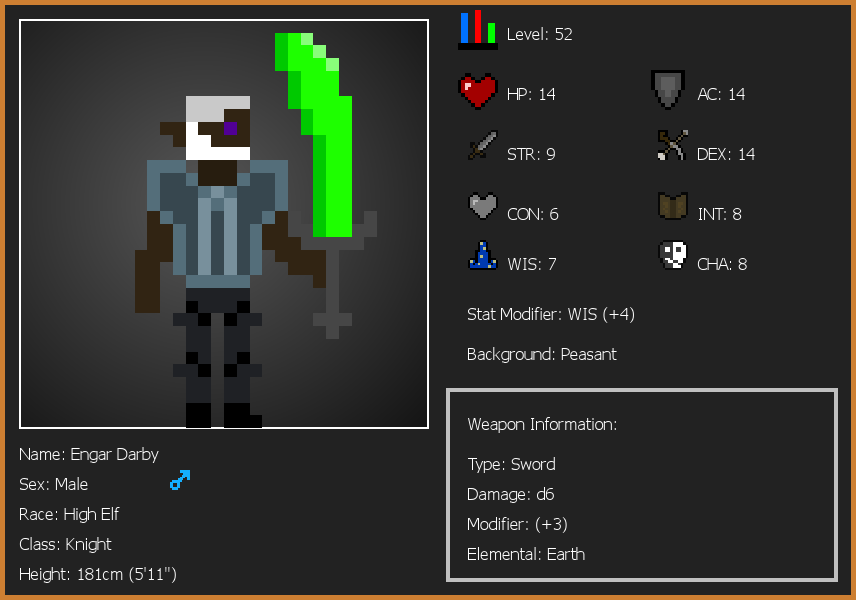 Level: 52
HP: 14
AC: 14
STR: 9
DEX: 14
CON: 6
INT: 8
WIS: 7
CHA: 8
Stat Modifier: WIS (+4)
Background: Peasant
Weapon Information:
Type: Sword
Damage: d6
Modifier: (+3)
Elemental: Earth
Name: Engar Darby
Sex: Male
Race: High Elf
Class: Knight
Height: 181cm (5'11")